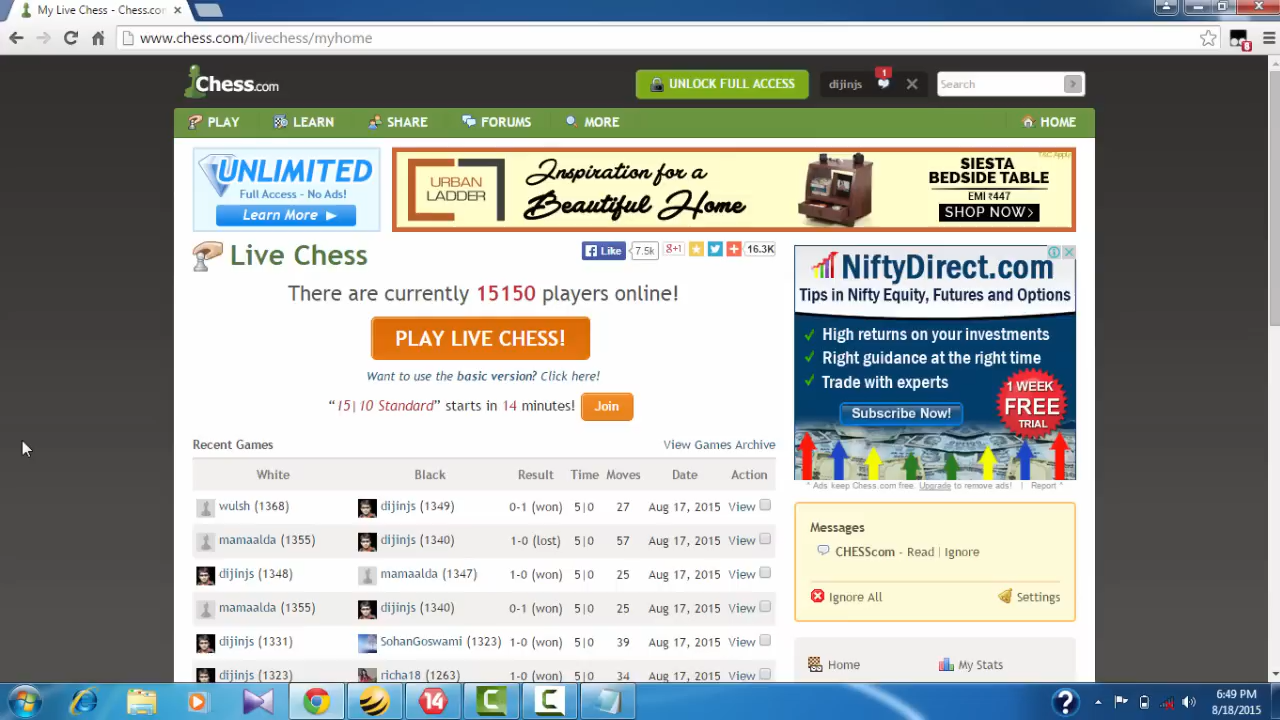 My Live Chess - Chess.con
www.chess.com/livechess/myhome
8
Chess.com
UNLOCK FULL ACCESS
dijinjs
1
Search
PLAY
LEARN
SHARE
FORUMS
MORE
HOME
UNLIMITED
Full Access - No Ads!
Learn More
URBAN
LADDER
Inspiration for a
Beautiful Home
T&C Apply
SIESTA
BEDSIDE TABLE
EMI ₹447
SHOP NOW>
Live Chess
Like 7.5k g+1 16.3K
There are currently 15150 players online!
PLAY LIVE CHESS!
Want to use the basic version? Click here!
"15|10 Standard" starts in 14 minutes! Join
NiftyDirect.com
Tips in Nifty Equity, Futures and Options
High returns on your investments
Right guidance at the right time
Trade with experts
Subscribe Now!
1 WEEK
FREE
TRIAL
* Ads keep Chess.com free. Upgrade to remove ads! | Report *
Recent Games View Games Archive
White Black Result Time Moves Date Action
wulsh (1368) dijinjs (1349) 0-1 (won) 5|0 27 Aug 17, 2015 View
mamaalda (1355) dijinjs (1340) 1-0 (lost) 5|0 57 Aug 17, 2015 View
dijinjs (1348) mamaalda (1347) 1-0 (won) 5|0 25 Aug 17, 2015 View
mamaalda (1355) dijinjs (1340) 0-1 (won) 5|0 25 Aug 17, 2015 View
dijinjs (1331) SohanGoswami (1323) 1-0 (won) 5|0 39 Aug 17, 2015 View
dijinjs (1323) richa18 (1263) 1-0 (won) 5|0 34 Aug 17, 2015 View
Messages
CHESScom - Read | Ignore
Ignore All
Settings
Home
My Stats
14
6:49 PM
8/18/2015